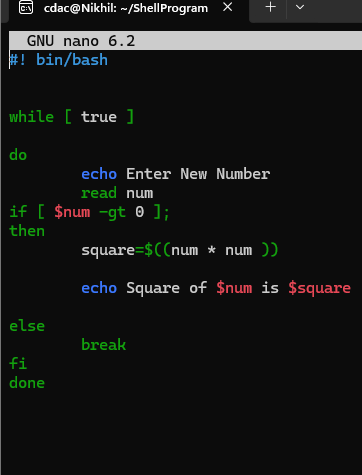 cdac@Nikhil: ~/ShellProgram
GNU nano 6.2
#! bin/bash
while [ true ]
do
echo Enter New Number
read num
if [ $num -gt 0 ];
then
square=$((num * num ))
echo Square of $num is $square
else
break
fi
done